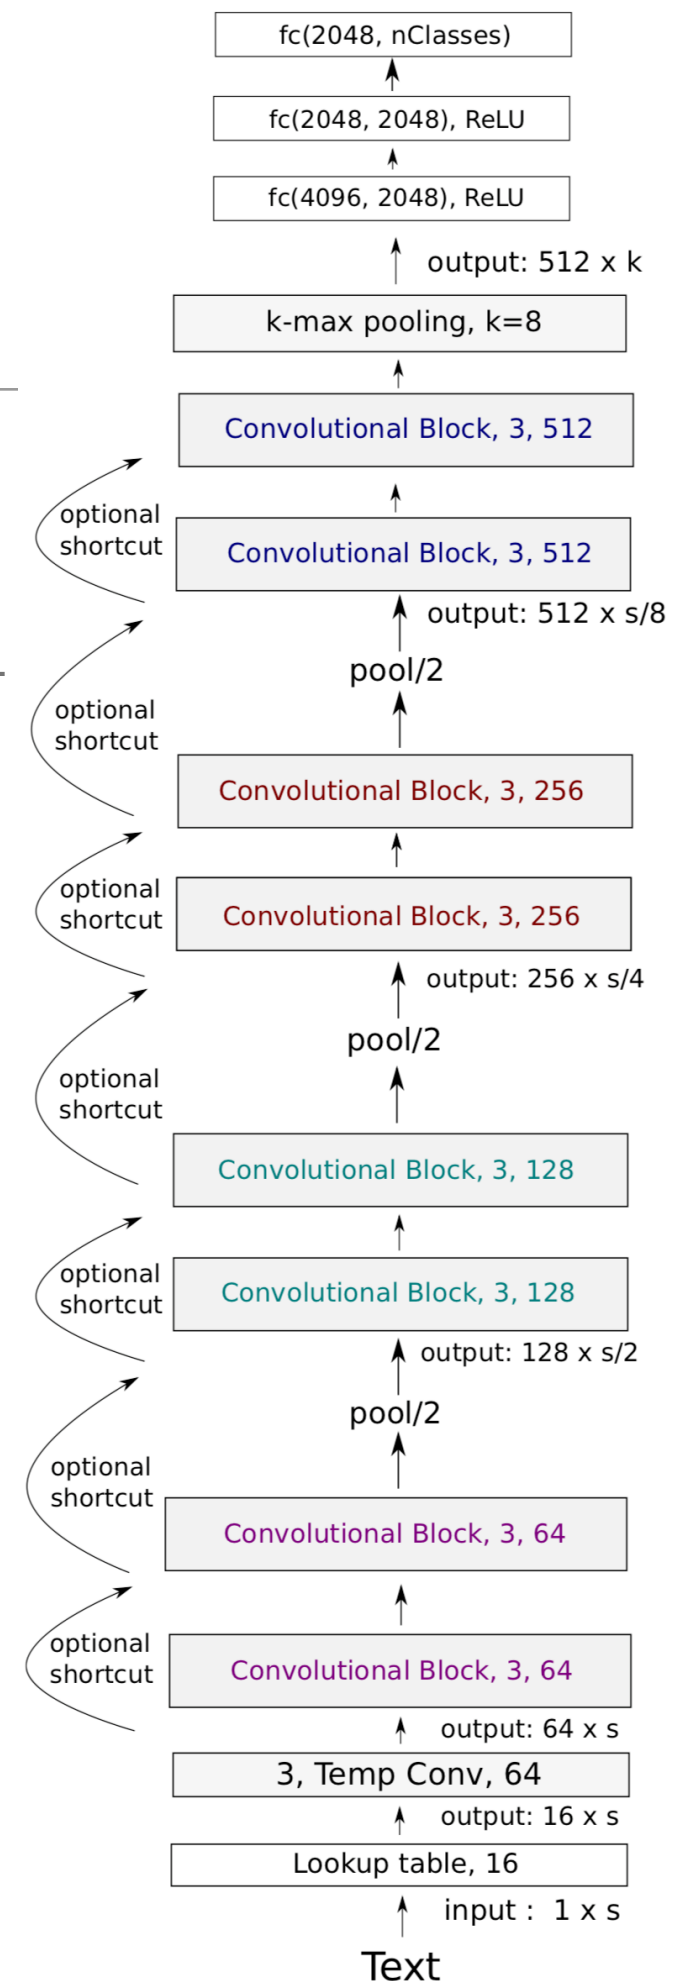 fc(2048, nClasses)
fc(2048, 2048), ReLU
fc(4096, 2048), ReLU
output: 512 x k
k-max pooling, k=8
Convolutional Block, 3, 512
optional
shortcut
Convolutional Block, 3, 512
output: 512 x s/8
pool/2
optional
shortcut
Convolutional Block, 3, 256
optional
shortcut
Convolutional Block, 3, 256
output: 256 x s/4
pool/2
optional
shortcut
Convolutional Block, 3, 128
optional
shortcut
Convolutional Block, 3, 128
output: 128 x s/2
pool/2
optional
shortcut
Convolutional Block, 3, 64
optional
shortcut
Convolutional Block, 3, 64
output: 64 x s
3, Temp Conv, 64
output: 16 x s
Lookup table, 16
input : 1 x s
Text